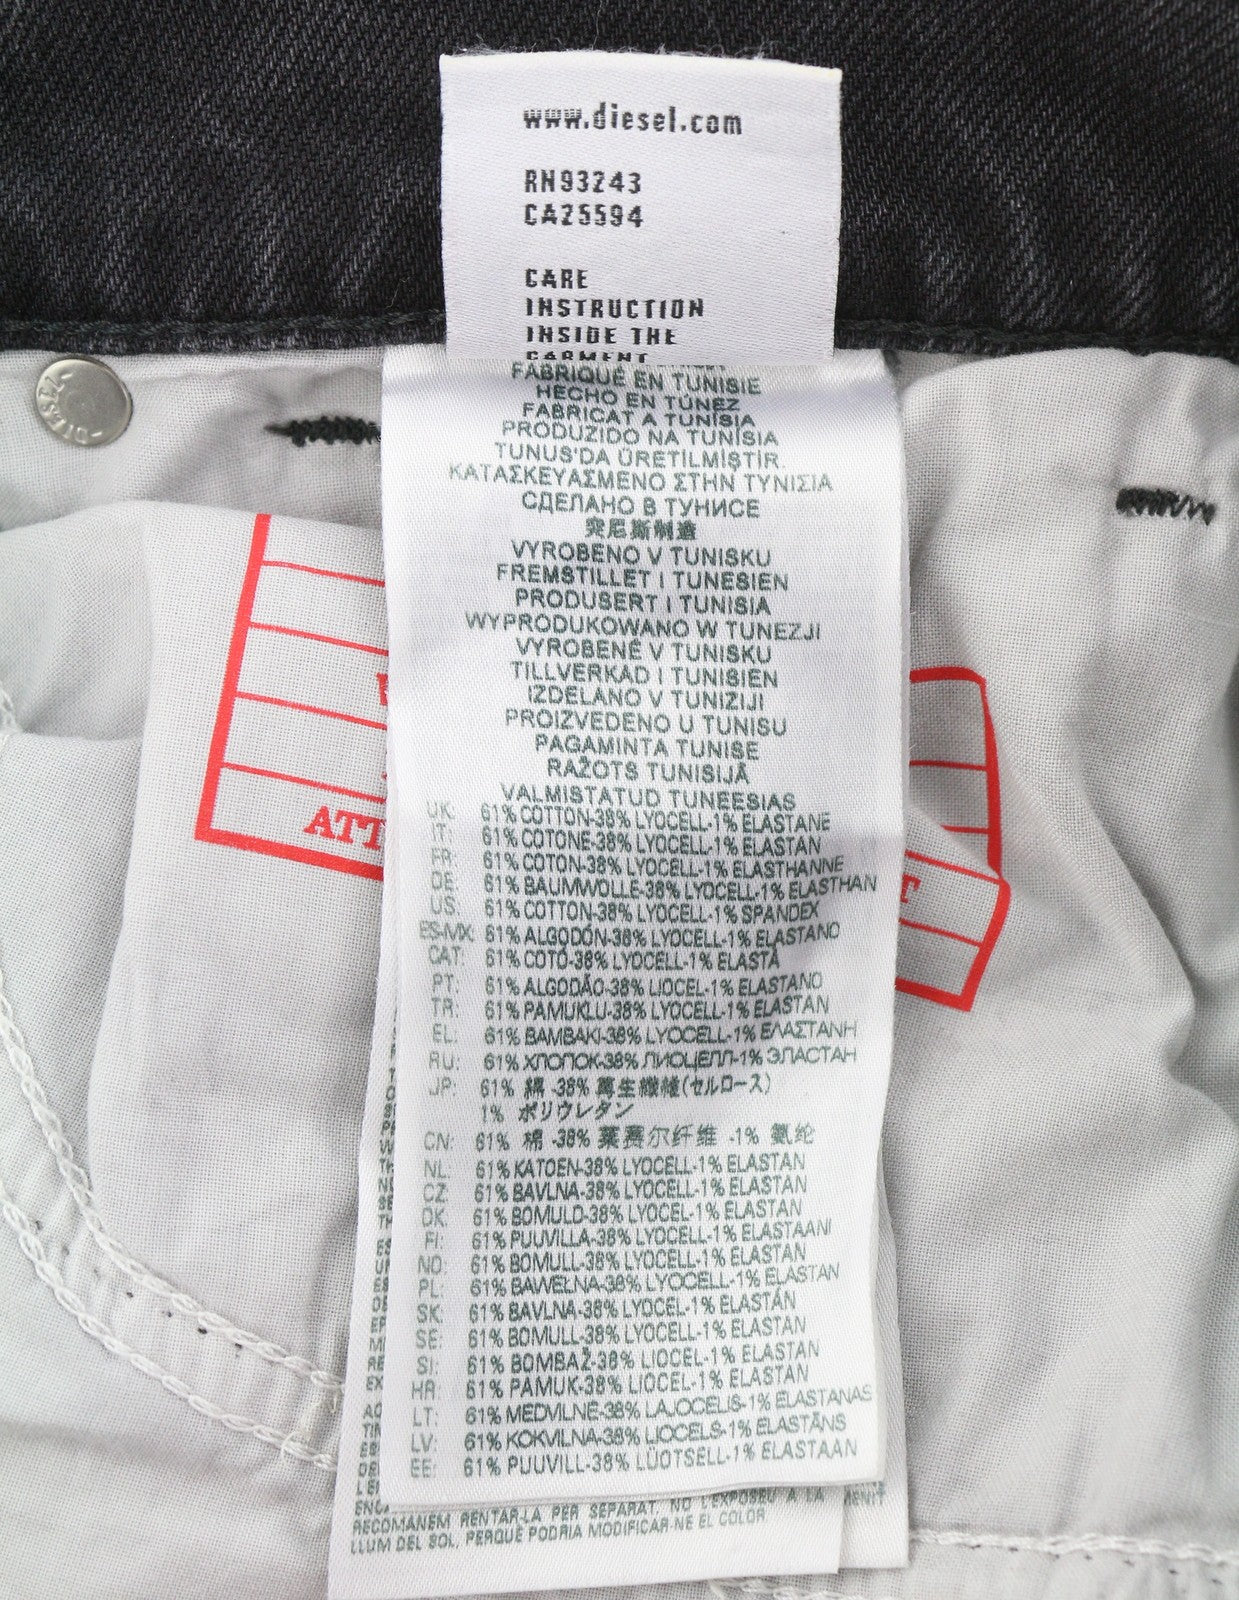 www.diesel.com
RN93243
CA25594
CARE
INSTRUCTION
INSIDE THE
GARMENT
FABRIQUÉ EN TUNISIE
HECHO EN TÚNEZ
FABRICAT A TUNÍSIA
PRODUZIDO NA TUNÍSIA
TUNUS'DA ÜRETİLMİŞTİR.
ΚΑΤΑΣΚΕΥΑΣΜΕΝΟ ΣΤΗΝ ΤΥΝΙΣΙΑ
СДЕЛАНО В ТУНИСЕ
突尼斯制造
VYROBENO V TUNISKU
FREMSTILLET I TUNESIEN
PRODUSERT I TUNISIA
WYPRODUKOWANO W TUNEZJI
VYROBENÉ V TUNISKU
TILLVERKAD I TUNISIEN
IZDELANO V TUNIZIJI
PROIZVEDENO U TUNISU
PAGAMINTA TUNISE
RAŽOTS TUNISIJĀ
VALMISTATUD TUNEESIAS
UK: 61% COTTON-38% LYOCELL-1% ELASTANE
IT: 61% COTONE-38% LYOCELL-1% ELASTAN
FR: 61% COTON-38% LYOCELL-1% ELASTHANNE
DE: 61% BAUMWOLLE-38% LYOCELL-1% ELASTHAN
US: 61% COTTON-38% LYOCELL-1% SPANDEX
ES-MX: 61% ALGODÓN-38% LYOCELL-1% ELASTANO
CAT: 61% COTÓ-38% LYOCELL-1% ELASTÀ
PT: 61% ALGODÃO-38% LIOCEL-1% ELASTANO
TR: 61% PAMUKLU-38% LYOCELL-1% ELASTAN
EL: 61% BAMBAKI-38% LYOCELL-1% ΕΛΑΣΤΑΝΗ
RU: 61% ХЛОПОК-38% ЛИОЦЕЛЛ-1% ЭЛАСТАН
JP: 61% 綿 -38% 再生繊維(セルロース)
1% ポリウレタン
CN: 61% 棉 -38% 莱赛尔纤维 -1% 氨纶
NL: 61% KATOEN-38% LYOCELL-1% ELASTAN
CZ: 61% BAVLNA-38% LYOCELL-1% ELASTAN
DK: 61% BOMULD-38% LYOCEL-1% ELASTAN
FI: 61% PUUVILLA-38% LYOCELL-1% ELASTAANI
NO: 61% BOMULL-38% LYOCELL-1% ELASTAN
PL: 61% BAWEŁNA-38% LYOCELL-1% ELASTAN
SK: 61% BAVLNA-38% LYOCEL-1% ELASTÁN
SE: 61% BOMULL-38% LYOCELL-1% ELASTAN
SI: 61% BOMBAŽ-38% LIOCEL-1% ELASTAN
HR: 61% PAMUK-38% LIOCEL-1% ELASTAN
LT: 61% MEDVILNĖ-38% LAJOCELIS-1% ELASTANAS
LV: 61% KOKVILNA-38% LIOCELS-1% ELASTĀNS
EE: 61% PUUVILL-38% LÜOTSELL-1% ELASTAAN
RECOMANEM RENTAR-LA PER SEPARAT. NO L'EXPOSEU A LA
LLUM DEL SOL, PERQUÈ PODRIA MODIFICAR-NE EL COLOR
DIESEL
ATT
T